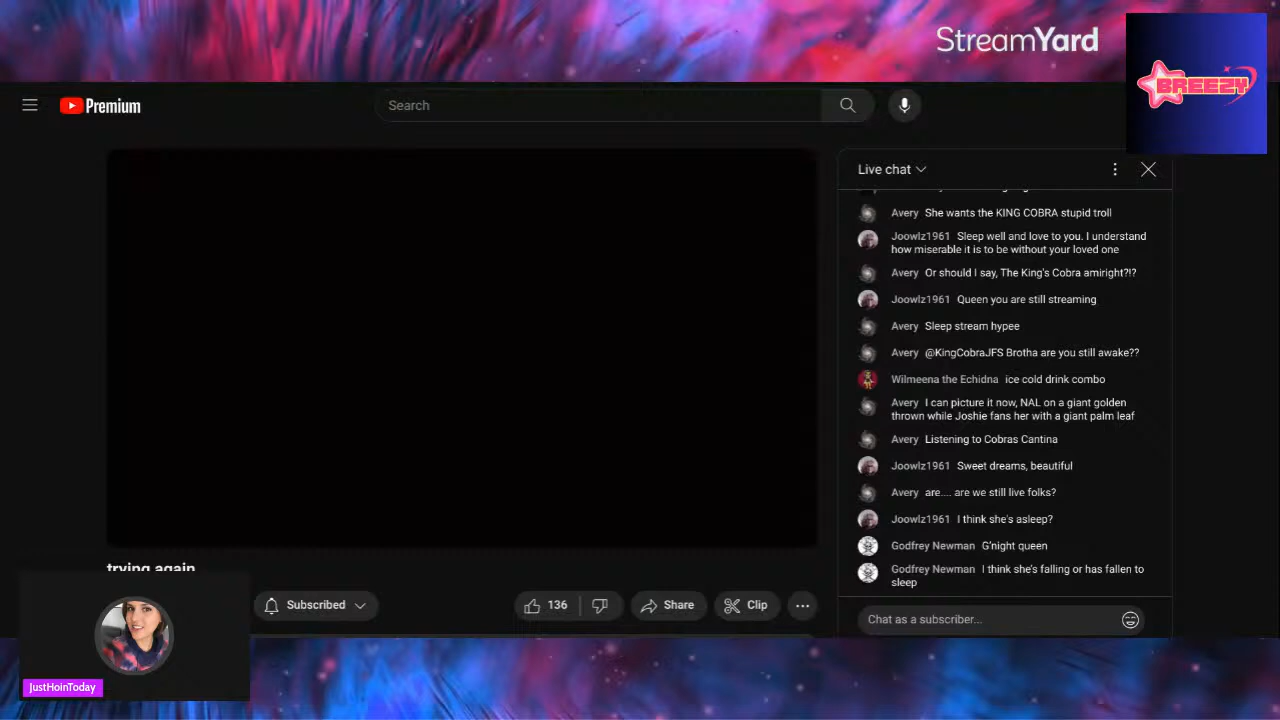 StreamYard
BREEZY
Premium
Search
Live chat
Avery She wants the KING COBRA stupid troll
Joowlz1961 Sleep well and love to you. I understand
how miserable it is to be without your loved one
Avery Or should I say, The King's Cobra amiright?!?
Joowlz1961 Queen you are still streaming
Avery Sleep stream hypee
Avery @KingCobraJFS Brotha are you still awake??
Wilmeena the Echidna ice cold drink combo
Avery I can picture it now, NAL on a giant golden
thrown while Joshie fans her with a giant palm leaf
Avery Listening to Cobras Cantina
Joowlz1961 Sweet dreams, beautiful
Avery are.... are we still live folks?
Joowlz1961 I think she's asleep?
Godfrey Newman G'night queen
Godfrey Newman I think she's falling or has fallen to
sleep
trying again
Subscribed
136
Share
Clip
Chat as a subscriber...
JustHoinToday